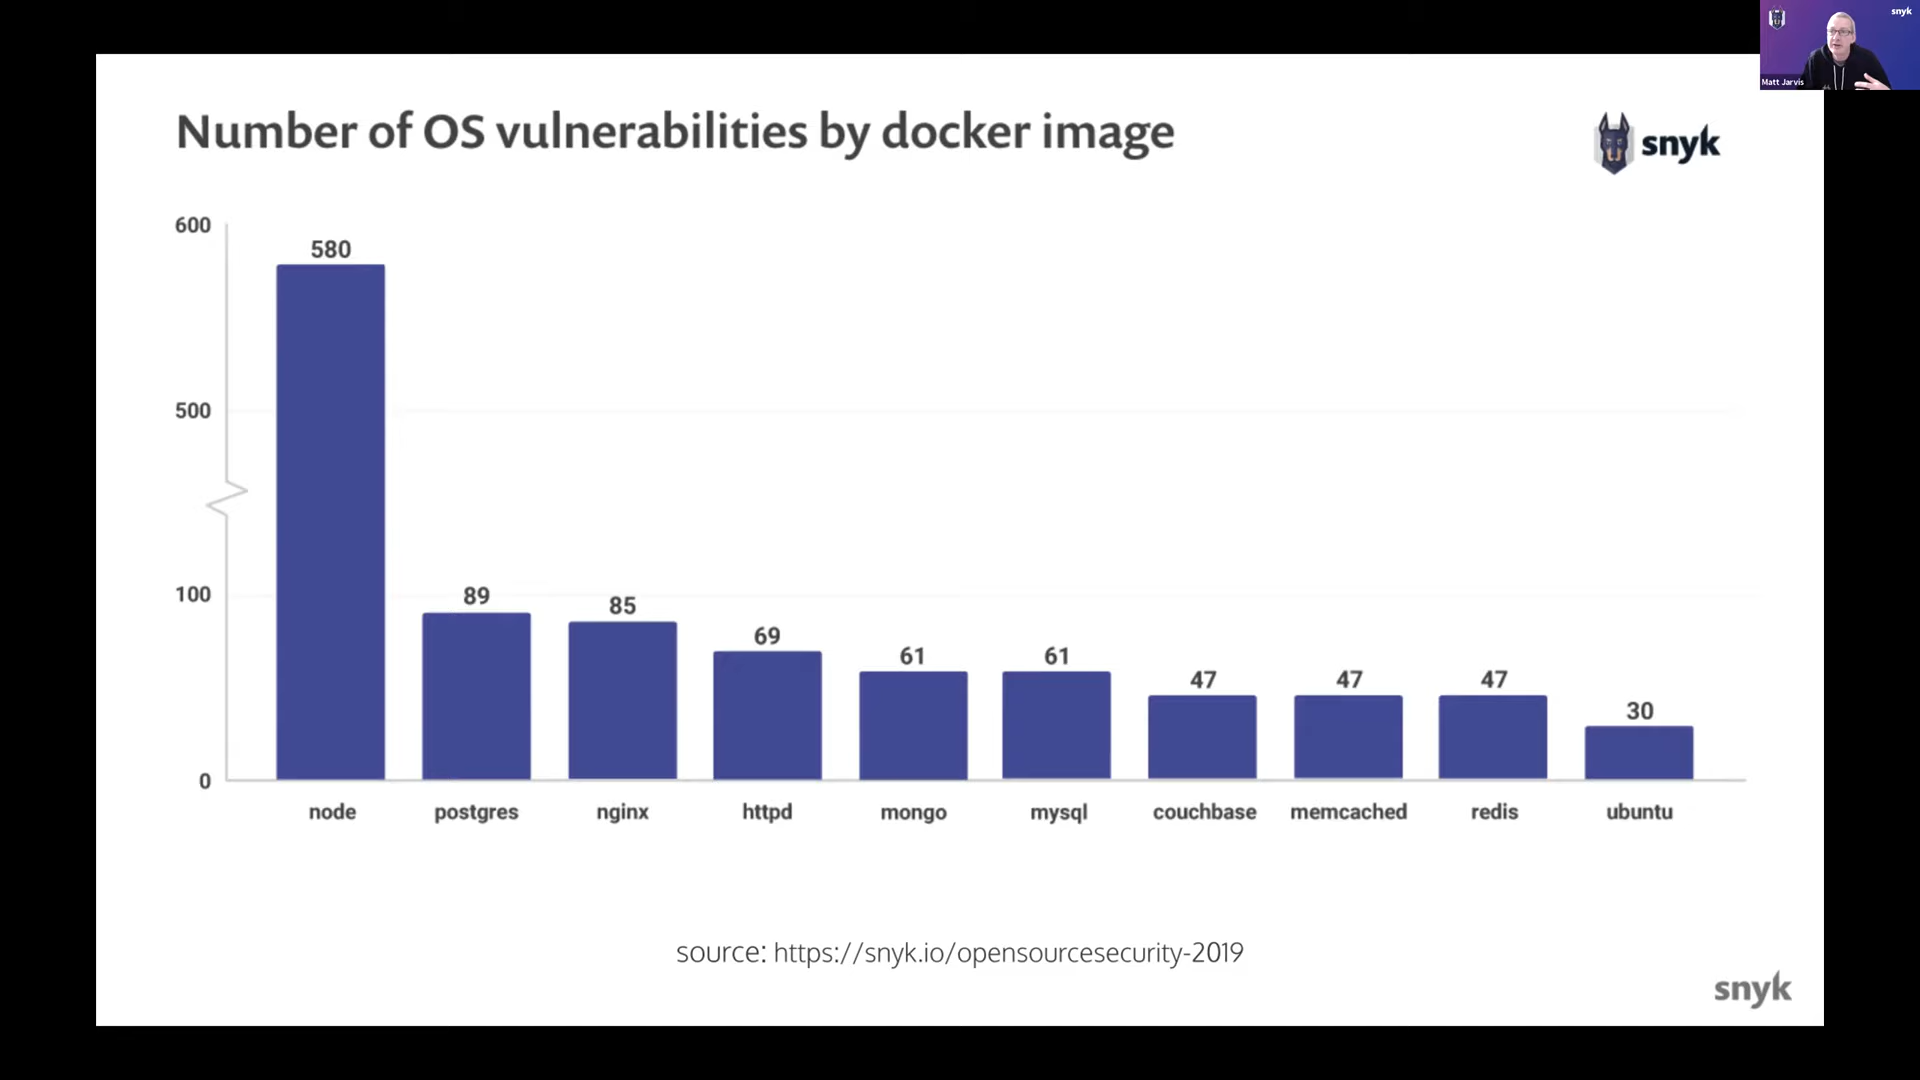 snyk
Matt Jarvis
Number of OS vulnerabilities by docker image
snyk
600
500
100
0
580
89
85
69
61
61
47
47
47
30
node
postgres
nginx
httpd
mongo
mysql
couchbase
memcached
redis
ubuntu
source: https://snyk.io/opensourcesecurity-2019
snyk